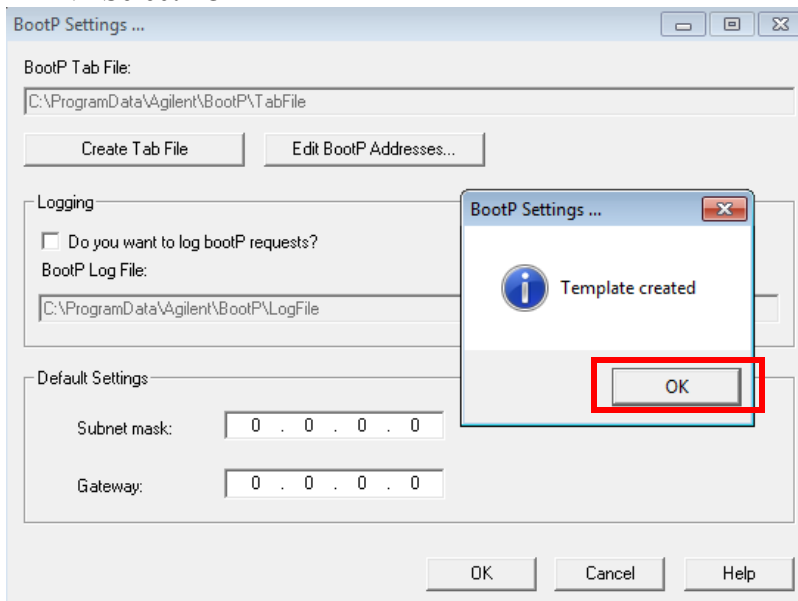 BootP Settings ...
BootP Tab File:
C:\ProgramData\Agilent\BootP\TabFile
Create Tab File
Edit BootP Addresses...
Logging
Do you want to log bootP requests?
BootP Log File:
C:\ProgramData\Agilent\BootP\LogFile
BootP Settings ...
Template created
OK
Default Settings
Subnet mask:
0 . 0 . 0 . 0
Gateway:
0 . 0 . 0 . 0
OK
Cancel
Help